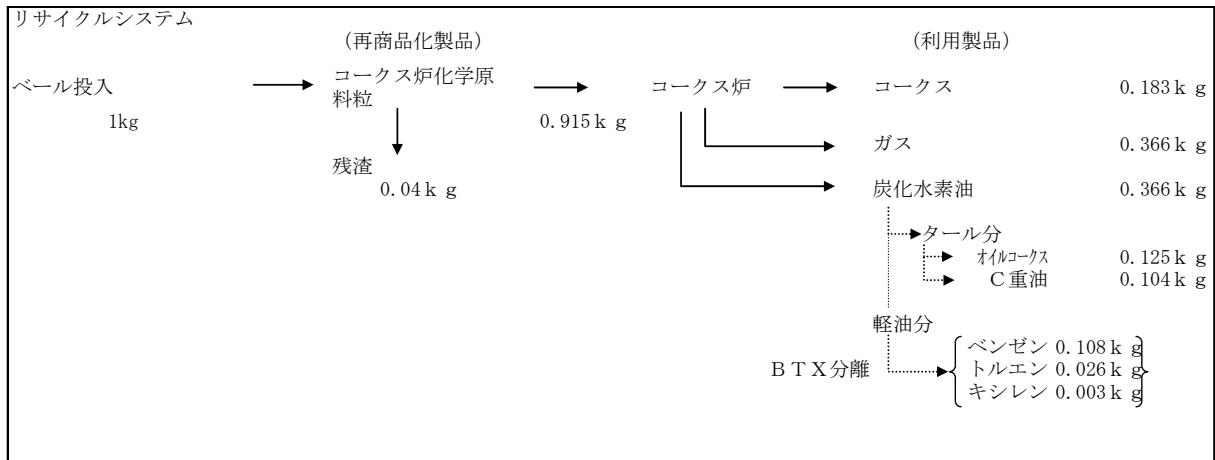 リサイクルシステム
（再商品化製品）
（利用製品）
ベール投入
1kg
コークス炉化学原
料粒
0.915ｋｇ
残渣
0.04ｋｇ
コークス炉
コークス 0.183ｋｇ
ガス 0.366ｋｇ
炭化水素油 0.366ｋｇ
タール分
ｵｲﾙｺｰｸｽ 0.125ｋｇ
Ｃ重油 0.104ｋｇ
軽油分
ＢＴＸ分離
ベンゼン 0.108ｋｇ
トルエン 0.026ｋｇ
キシレン 0.003ｋｇ